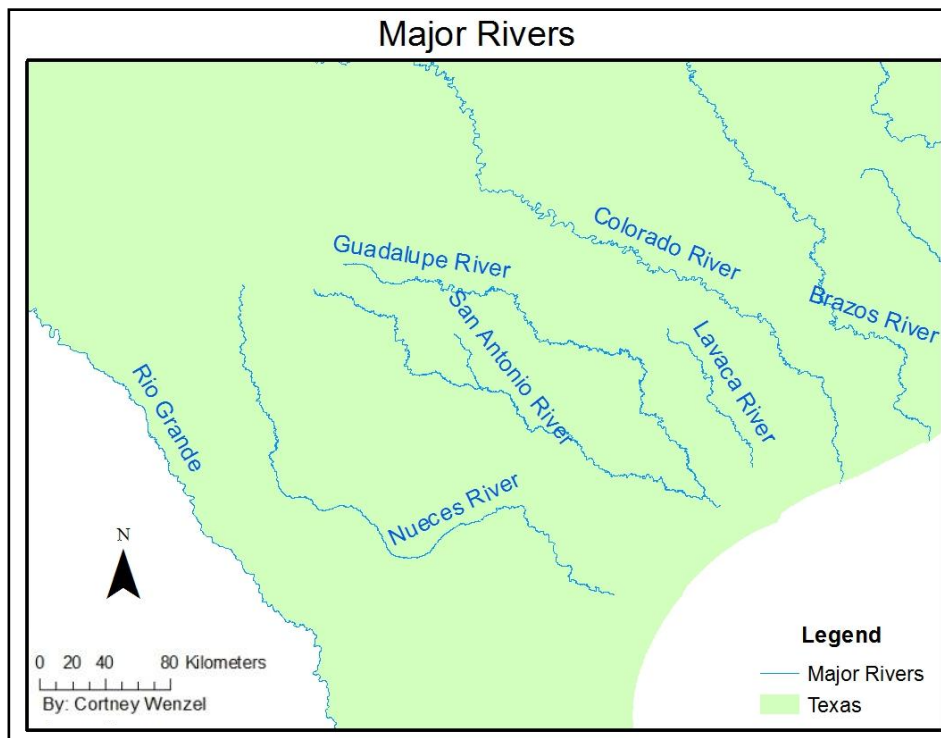 Major Rivers
Colorado River
Guadalupe River
Brazos River
San Antonio River
Lavaca River
Rio Grande
Nueces River
N
0 20 40 80 Kilometers
By: Cortney Wenzel
Legend
Major Rivers
Texas